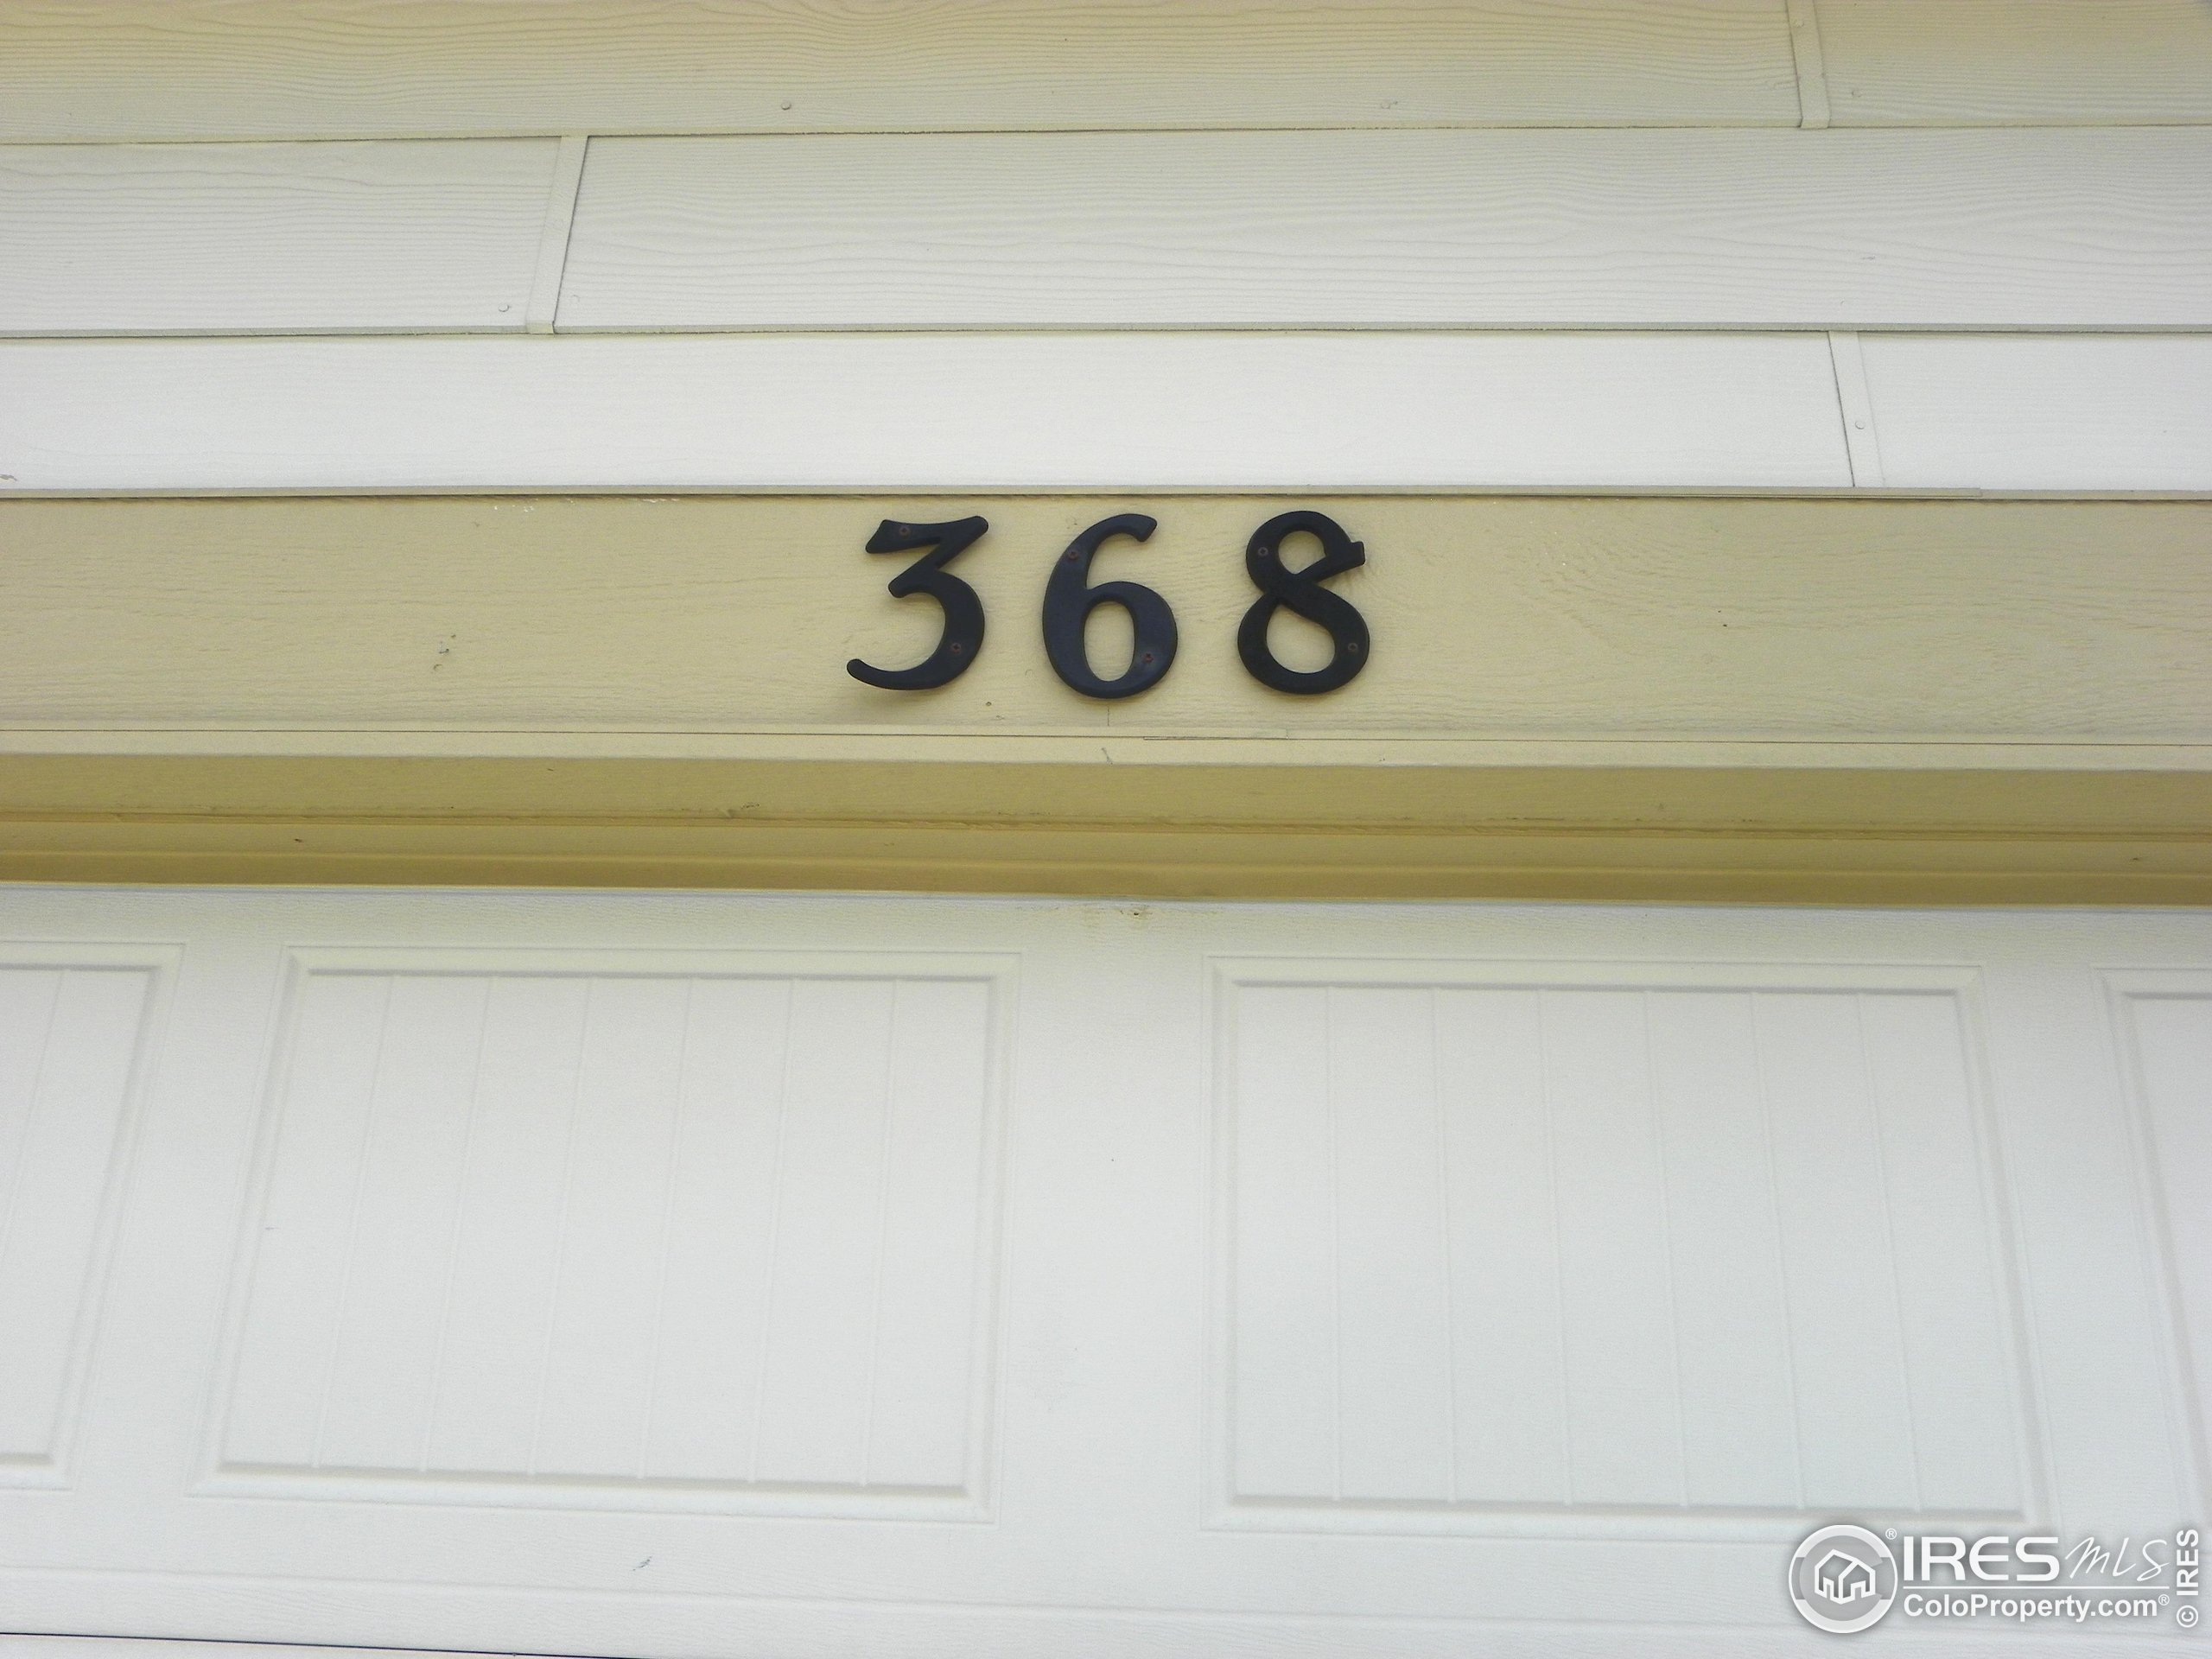 368
® IRES MLS
ColoProperty.com®
© IRES